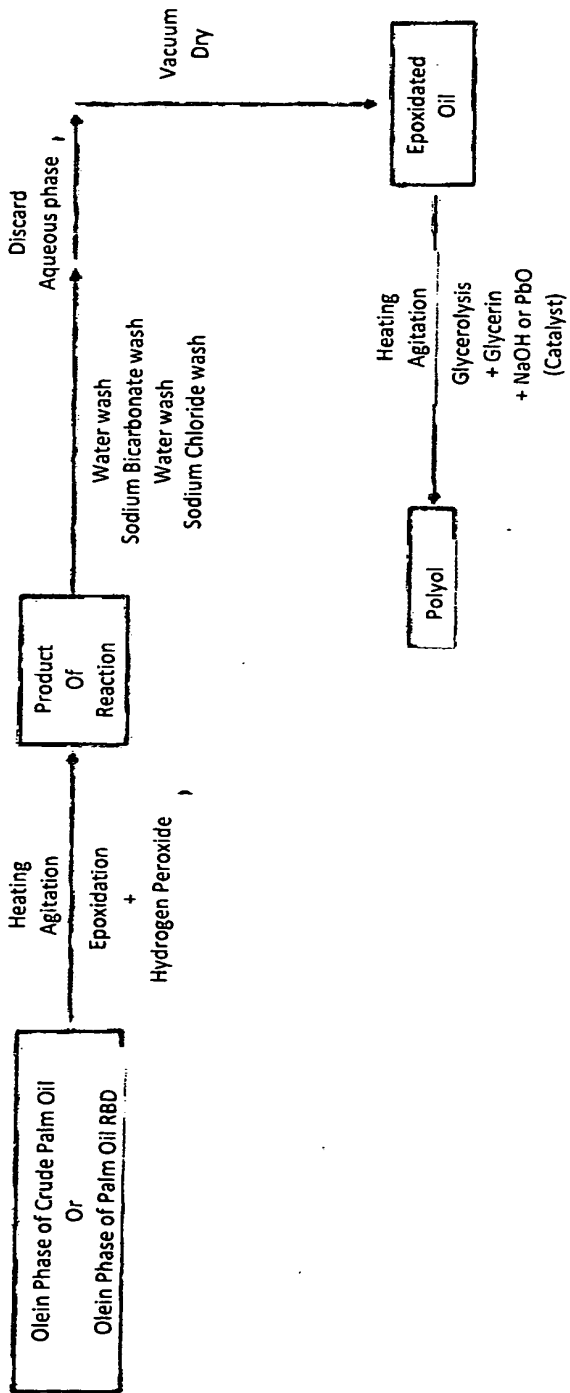 Olein Phase of Crude Palm Oil
Or
Olein Phase of Palm Oil RBD
Heating
Agitation
Epoxidation
+
Hydrogen Peroxide
Product
Of
Reaction
Water wash
Sodium Bicarbonate wash
Water wash
Sodium Chloride wash
Discard
Aqueous phase
Vacuum
Dry
Epoxidated
Oil
Heating
Agitation
Glycerolysis
+ Glycerin
+ NaOH or PbO
(Catalyst)
Polyol